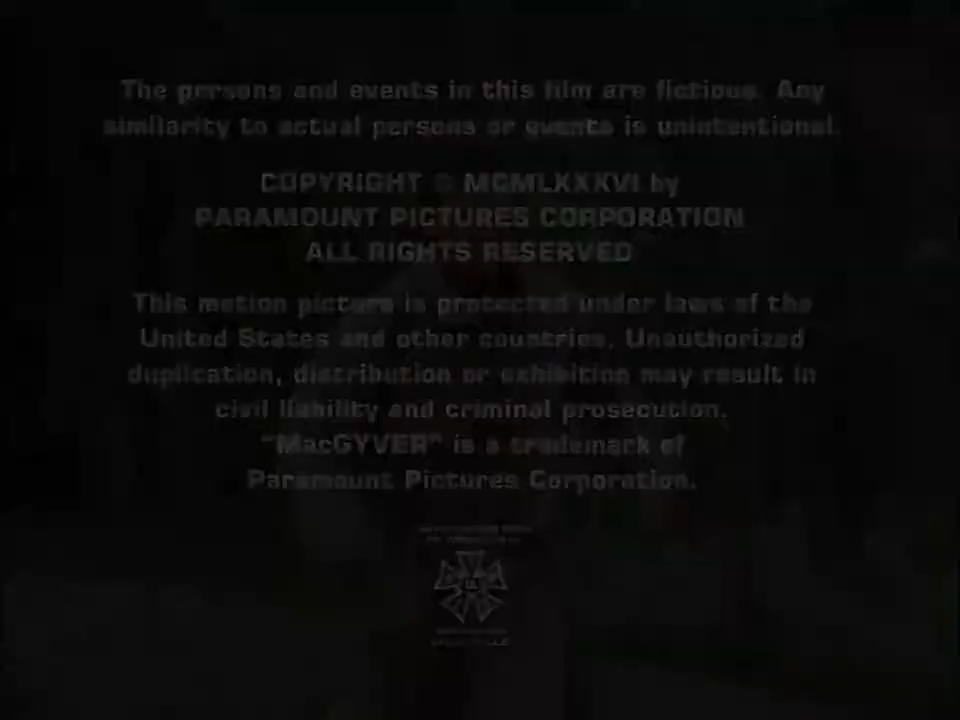 The persons and events in this film are fictious. Any
similarity to actual persons or events is unintentional.
COPYRIGHT © MCMLXXXVI by
PARAMOUNT PICTURES CORPORATION
ALL RIGHTS RESERVED
This motion picture is protected under laws of the
United States and other countries. Unauthorized
duplication, distribution or exhibition may result in
civil liability and criminal prosecution.
"MacGYVER" is a trademark of
Paramount Pictures Corporation.